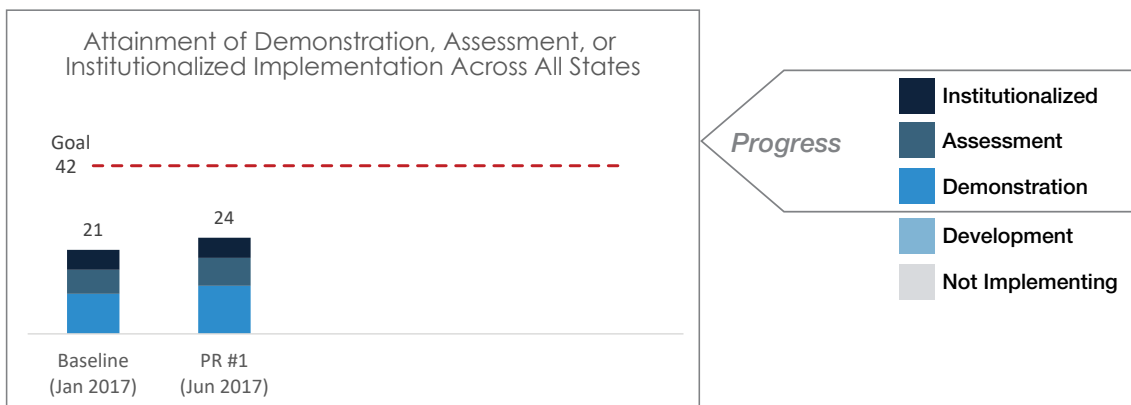 Attainment of Demonstration, Assessment, or
Institutionalized Implementation Across All States
Goal
42
21
24
Baseline
(Jan 2017)
PR #1
(Jun 2017)
Progress
Institutionalized
Assessment
Demonstration
Development
Not Implementing